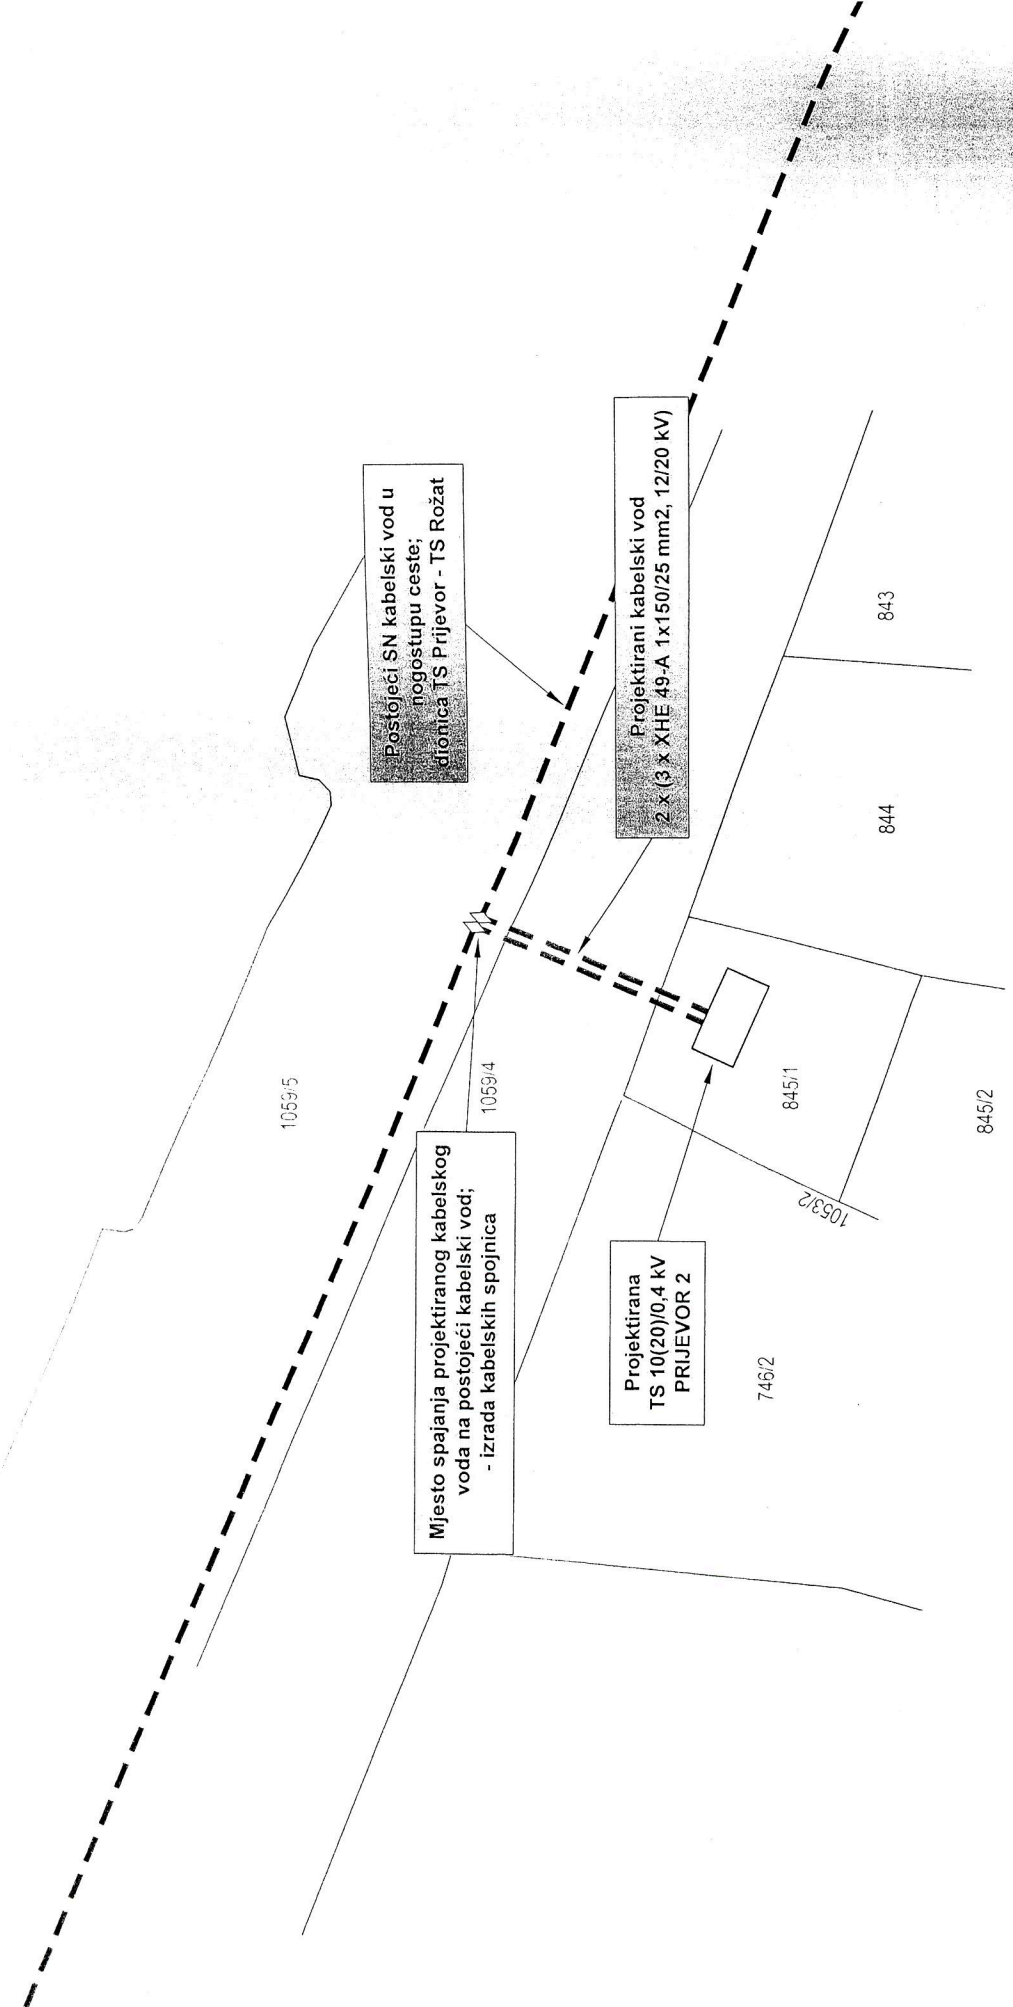 Postojeći SN kabelski vod u
nogostupu ceste;
dionica TS Prijevor - TS Rožat
1059/5
Mjesto spajanja projektiranog kabelskog
voda na postojeći kabelski vod;
- izrada kabelskih spojnica
1059/4
Projektirani kabelski vod
2 x (3 x XHE 49-A 1x150/25 mm2, 12/20 kV)
Projektirana
TS 10(20)/0,4 kV
PRIJEVOR 2
746/2
1053/2
845/1
844
843
845/2